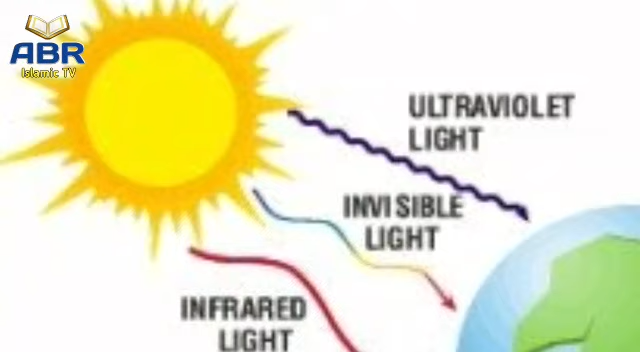 ABR
Islamic TV
ULTRAVIOLET
LIGHT
INVISIBLE
LIGHT
INFRARED
LIGHT